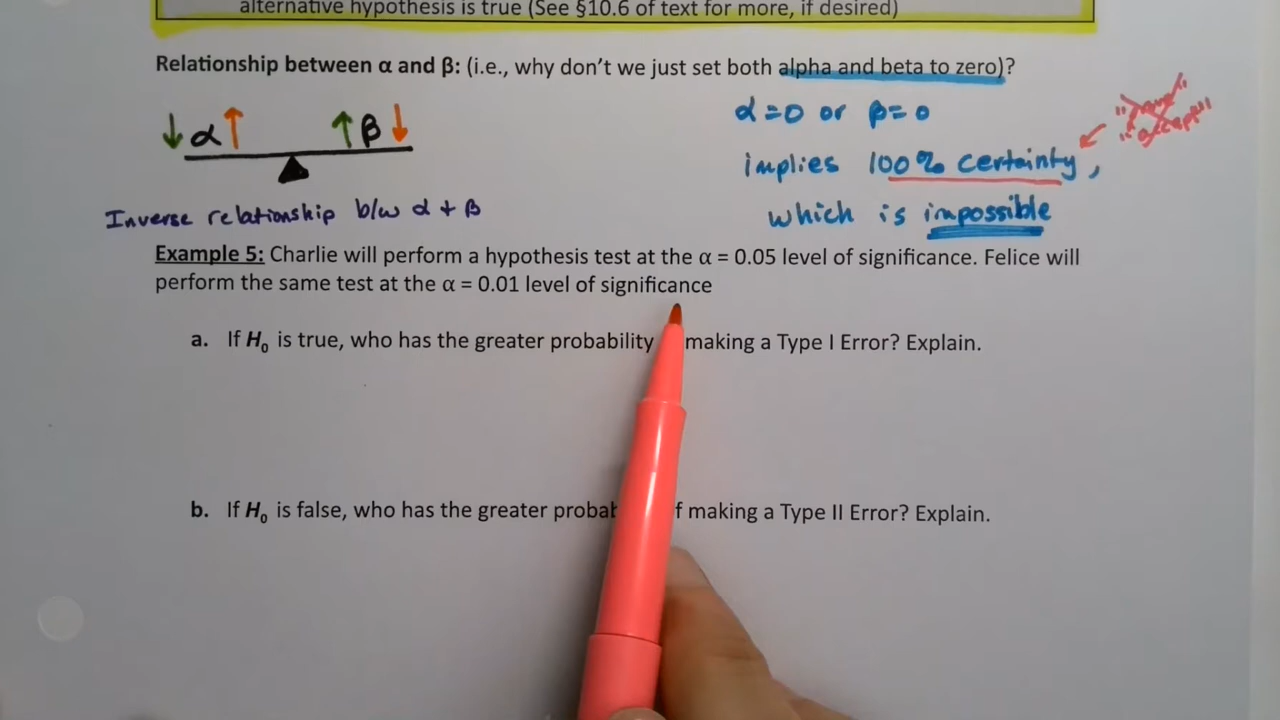 alternative hypothesis is true (See §10.6 of text for more, if desired)
Relationship between α and β: (i.e., why don't we just set both alpha and beta to zero)?
↓α↑ ↑β↓
α=0 or β=0
implies 100% certainty,
"accept"
which is impossible
Inverse relationship b/w α + β
Example 5: Charlie will perform a hypothesis test at the α = 0.05 level of significance. Felice will
perform the same test at the α = 0.01 level of significance
a. If H₀ is true, who has the greater probability making a Type I Error? Explain.
b. If H₀ is false, who has the greater making a Type II Error? Explain.